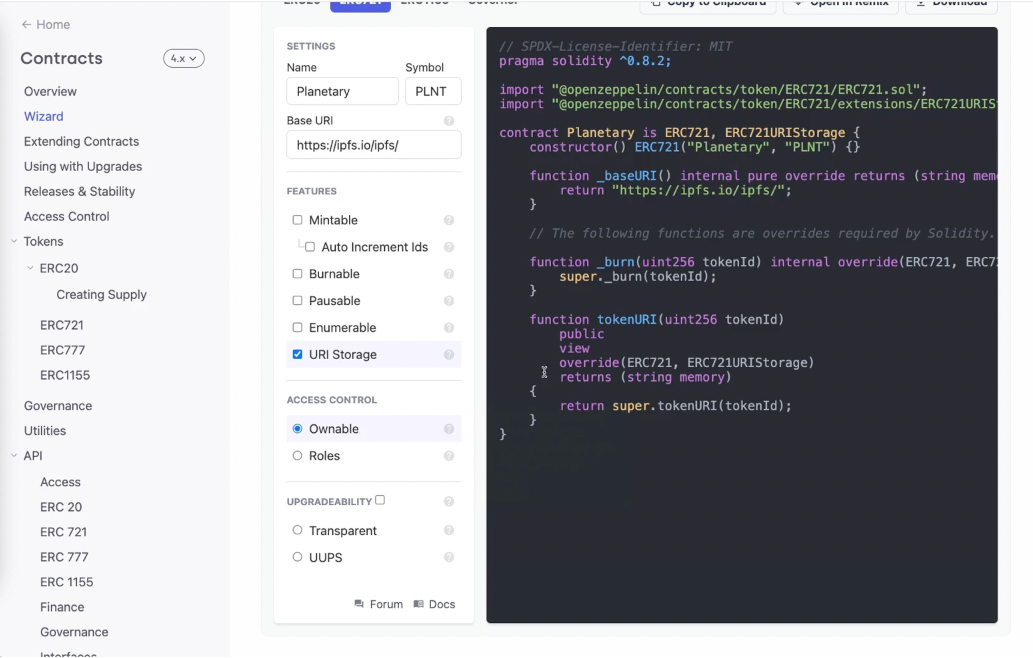 ← Home
Contracts
4.x
Overview
Wizard
Extending Contracts
Using with Upgrades
Releases & Stability
Access Control
Tokens
ERC20
Creating Supply
ERC721
ERC777
ERC1155
Governance
Utilities
API
Access
ERC 20
ERC 721
ERC 777
ERC 1155
Finance
Governance
Interfaces
ERC20 ERC721 ERC1155 Governor
Copy to Clipboard Open in Remix Download
SETTINGS
Name Symbol
Planetary PLNT
Base URI
https://ipfs.io/ipfs/
FEATURES
Mintable
Auto Increment Ids
Burnable
Pausable
Enumerable
URI Storage
ACCESS CONTROL
Ownable
Roles
UPGRADEABILITY
Transparent
UUPS
Forum Docs
// SPDX-License-Identifier: MIT
pragma solidity ^0.8.2;
import "@openzeppelin/contracts/token/ERC721/ERC721.sol";
import "@openzeppelin/contracts/token/ERC721/extensions/ERC721URIS
contract Planetary is ERC721, ERC721URIStorage {
constructor() ERC721("Planetary", "PLNT") {}
function _baseURI() internal pure override returns (string mem
return "https://ipfs.io/ipfs/";
}
// The following functions are overrides required by Solidity.
function _burn(uint256 tokenId) internal override(ERC721, ERC7
super._burn(tokenId);
}
function tokenURI(uint256 tokenId)
public
view
override(ERC721, ERC721URIStorage)
returns (string memory)
{
return super.tokenURI(tokenId);
}
}